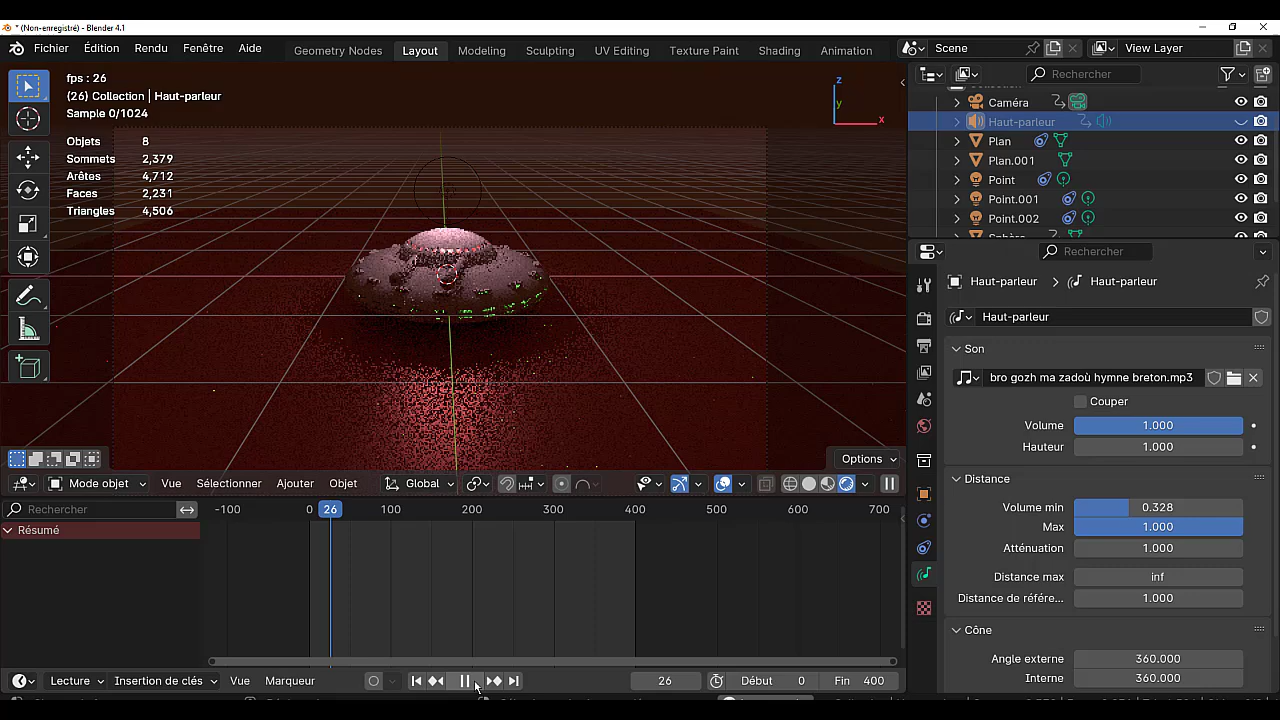 * (Non-enregistré) - Blender 4.1
Fichier Édition Rendu Fenêtre Aide
Geometry Nodes Layout Modeling Sculpting UV Editing Texture Paint Shading Animation
Scene View Layer
fps : 26
(26) Collection | Haut-parleur
Sample 0/1024
Objets 8
Sommets 2,379
Arêtes 4,712
Faces 2,231
Triangles 4,506
z
y
x
Rechercher
Caméra
Haut-parleur
Plan
Plan.001
Point
Point.001
Point.002
Rechercher
Haut-parleur > Haut-parleur
Haut-parleur
Son
bro gozh ma zadoù hymne breton.mp3
Couper
Volume 1.000
Hauteur 1.000
Distance
Volume min 0.328
Max 1.000
Atténuation 1.000
Distance max inf
Distance de référe... 1.000
Cône
Angle externe 360.000
Interne 360.000
Options
Mode objet Vue Sélectionner Ajouter Objet Global
Rechercher
-100 0 26 100 200 300 400 500 600 700
Résumé
Lecture Insertion de clés Vue Marqueur 26 Début 0 Fin 400